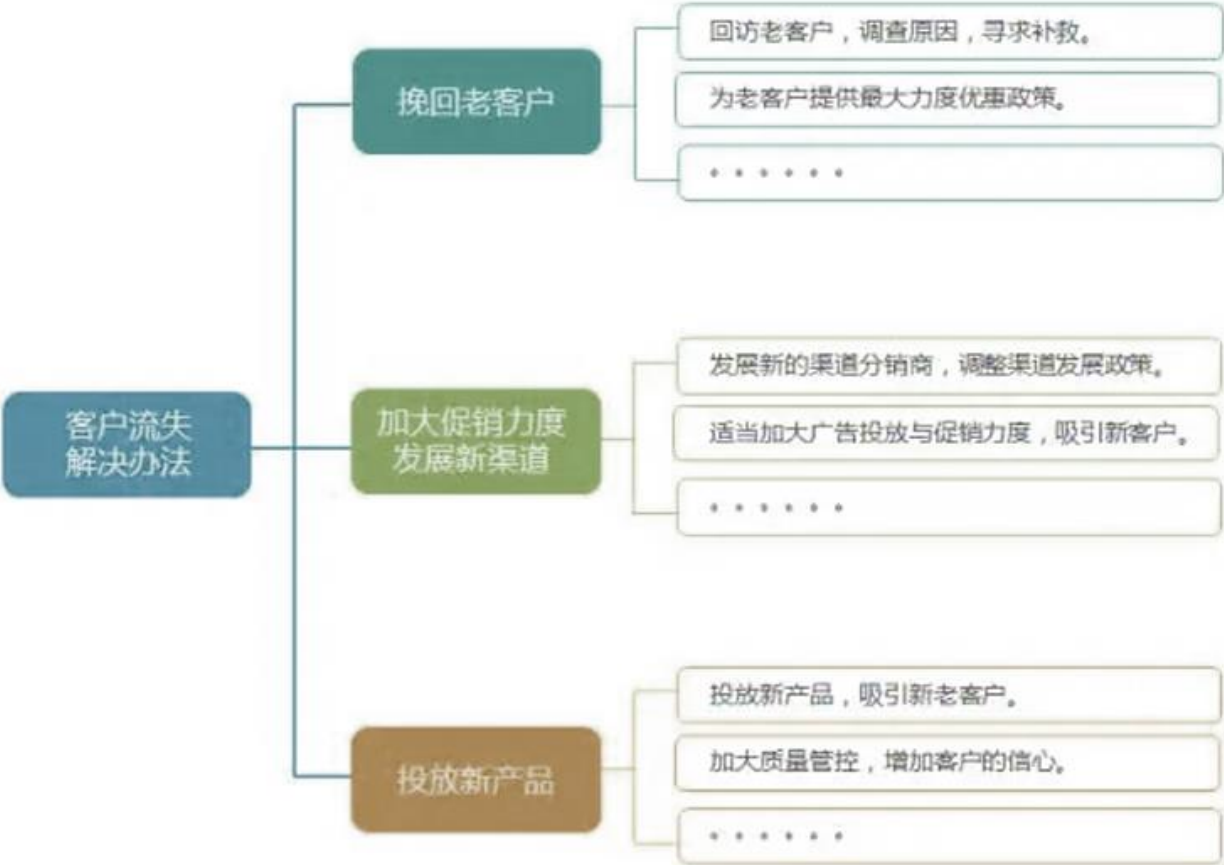 挽回老客户
回访老客户，调查原因，寻求补救。
为老客户提供最大力度优惠政策。
• • • • • •
客户流失
解决办法
加大促销力度
发展新渠道
发展新的渠道分销商，调整渠道发展政策。
适当加大广告投放与促销力度，吸引新客户。
• • • • • •
投放新产品
投放新产品，吸引新老客户。
加大质量管控，增加客户的信心。
• • • • • •